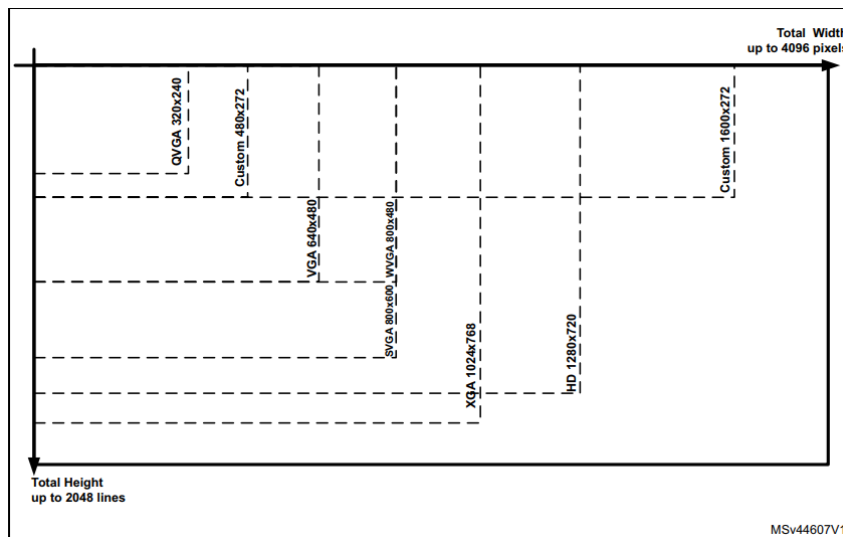 Total Width
up to 4096 pixels
QVGA 320x240
Custom 480x272
VGA 640x480
SVGA 800x600
WVGA 800x480
XGA 1024x768
HD 1280x720
Custom 1600x272
Total Height
up to 2048 lines
MSv44607V1